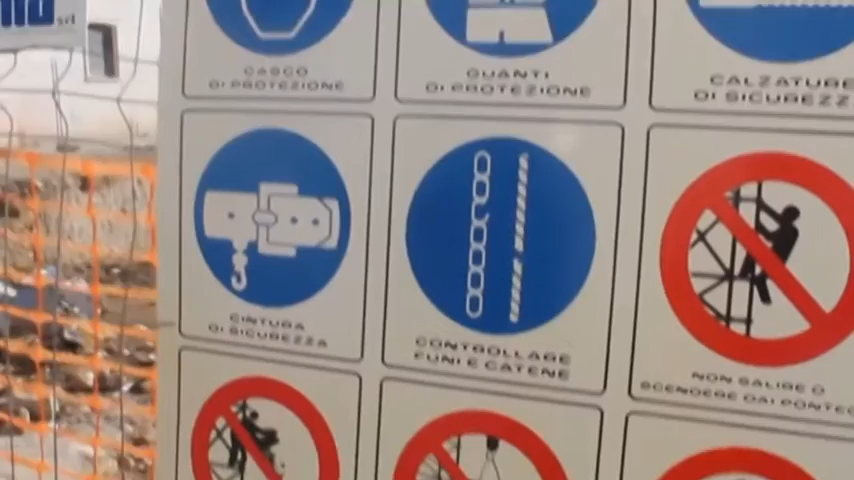 srl
CASCO
DI PROTEZIONE
GUANTI
DI PROTEZIONE
CALZATURE
DI SICUREZZ
CINTURA
DI SICUREZZA
CONTROLLARE
FUNI E CATENE
NON SALIRE O
SCENDERE DAI PONTEG